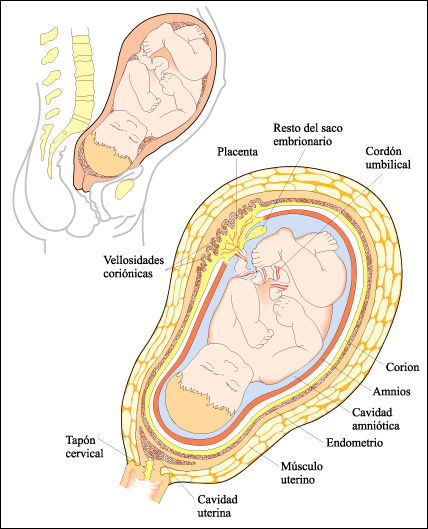 Resto del saco
embrionario
Placenta
Cordón
umbilical
Vellosidades
coriónicas
Corion
Amnios
Cavidad
amniótica
Endometrio
Tapón
cervical
Músculo
uterino
Cavidad
uterina